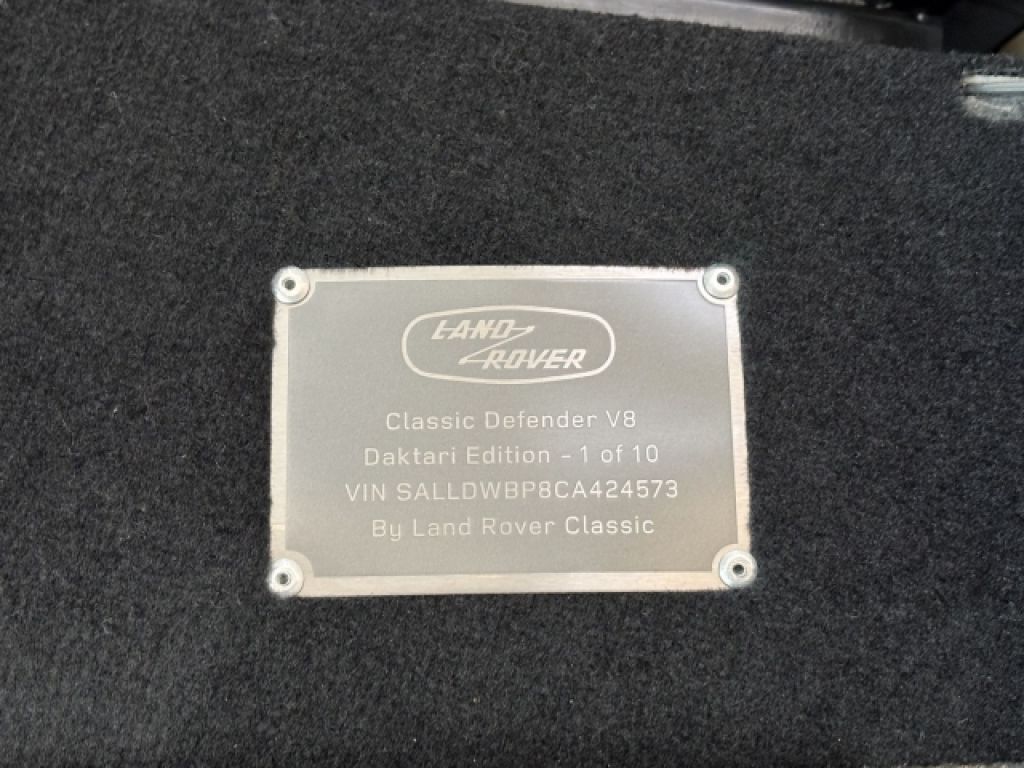 LAND
ROVER
Classic Defender V8
Daktari Edition - 1 of 10
VIN SALLDWBP8CA424573
By Land Rover Classic